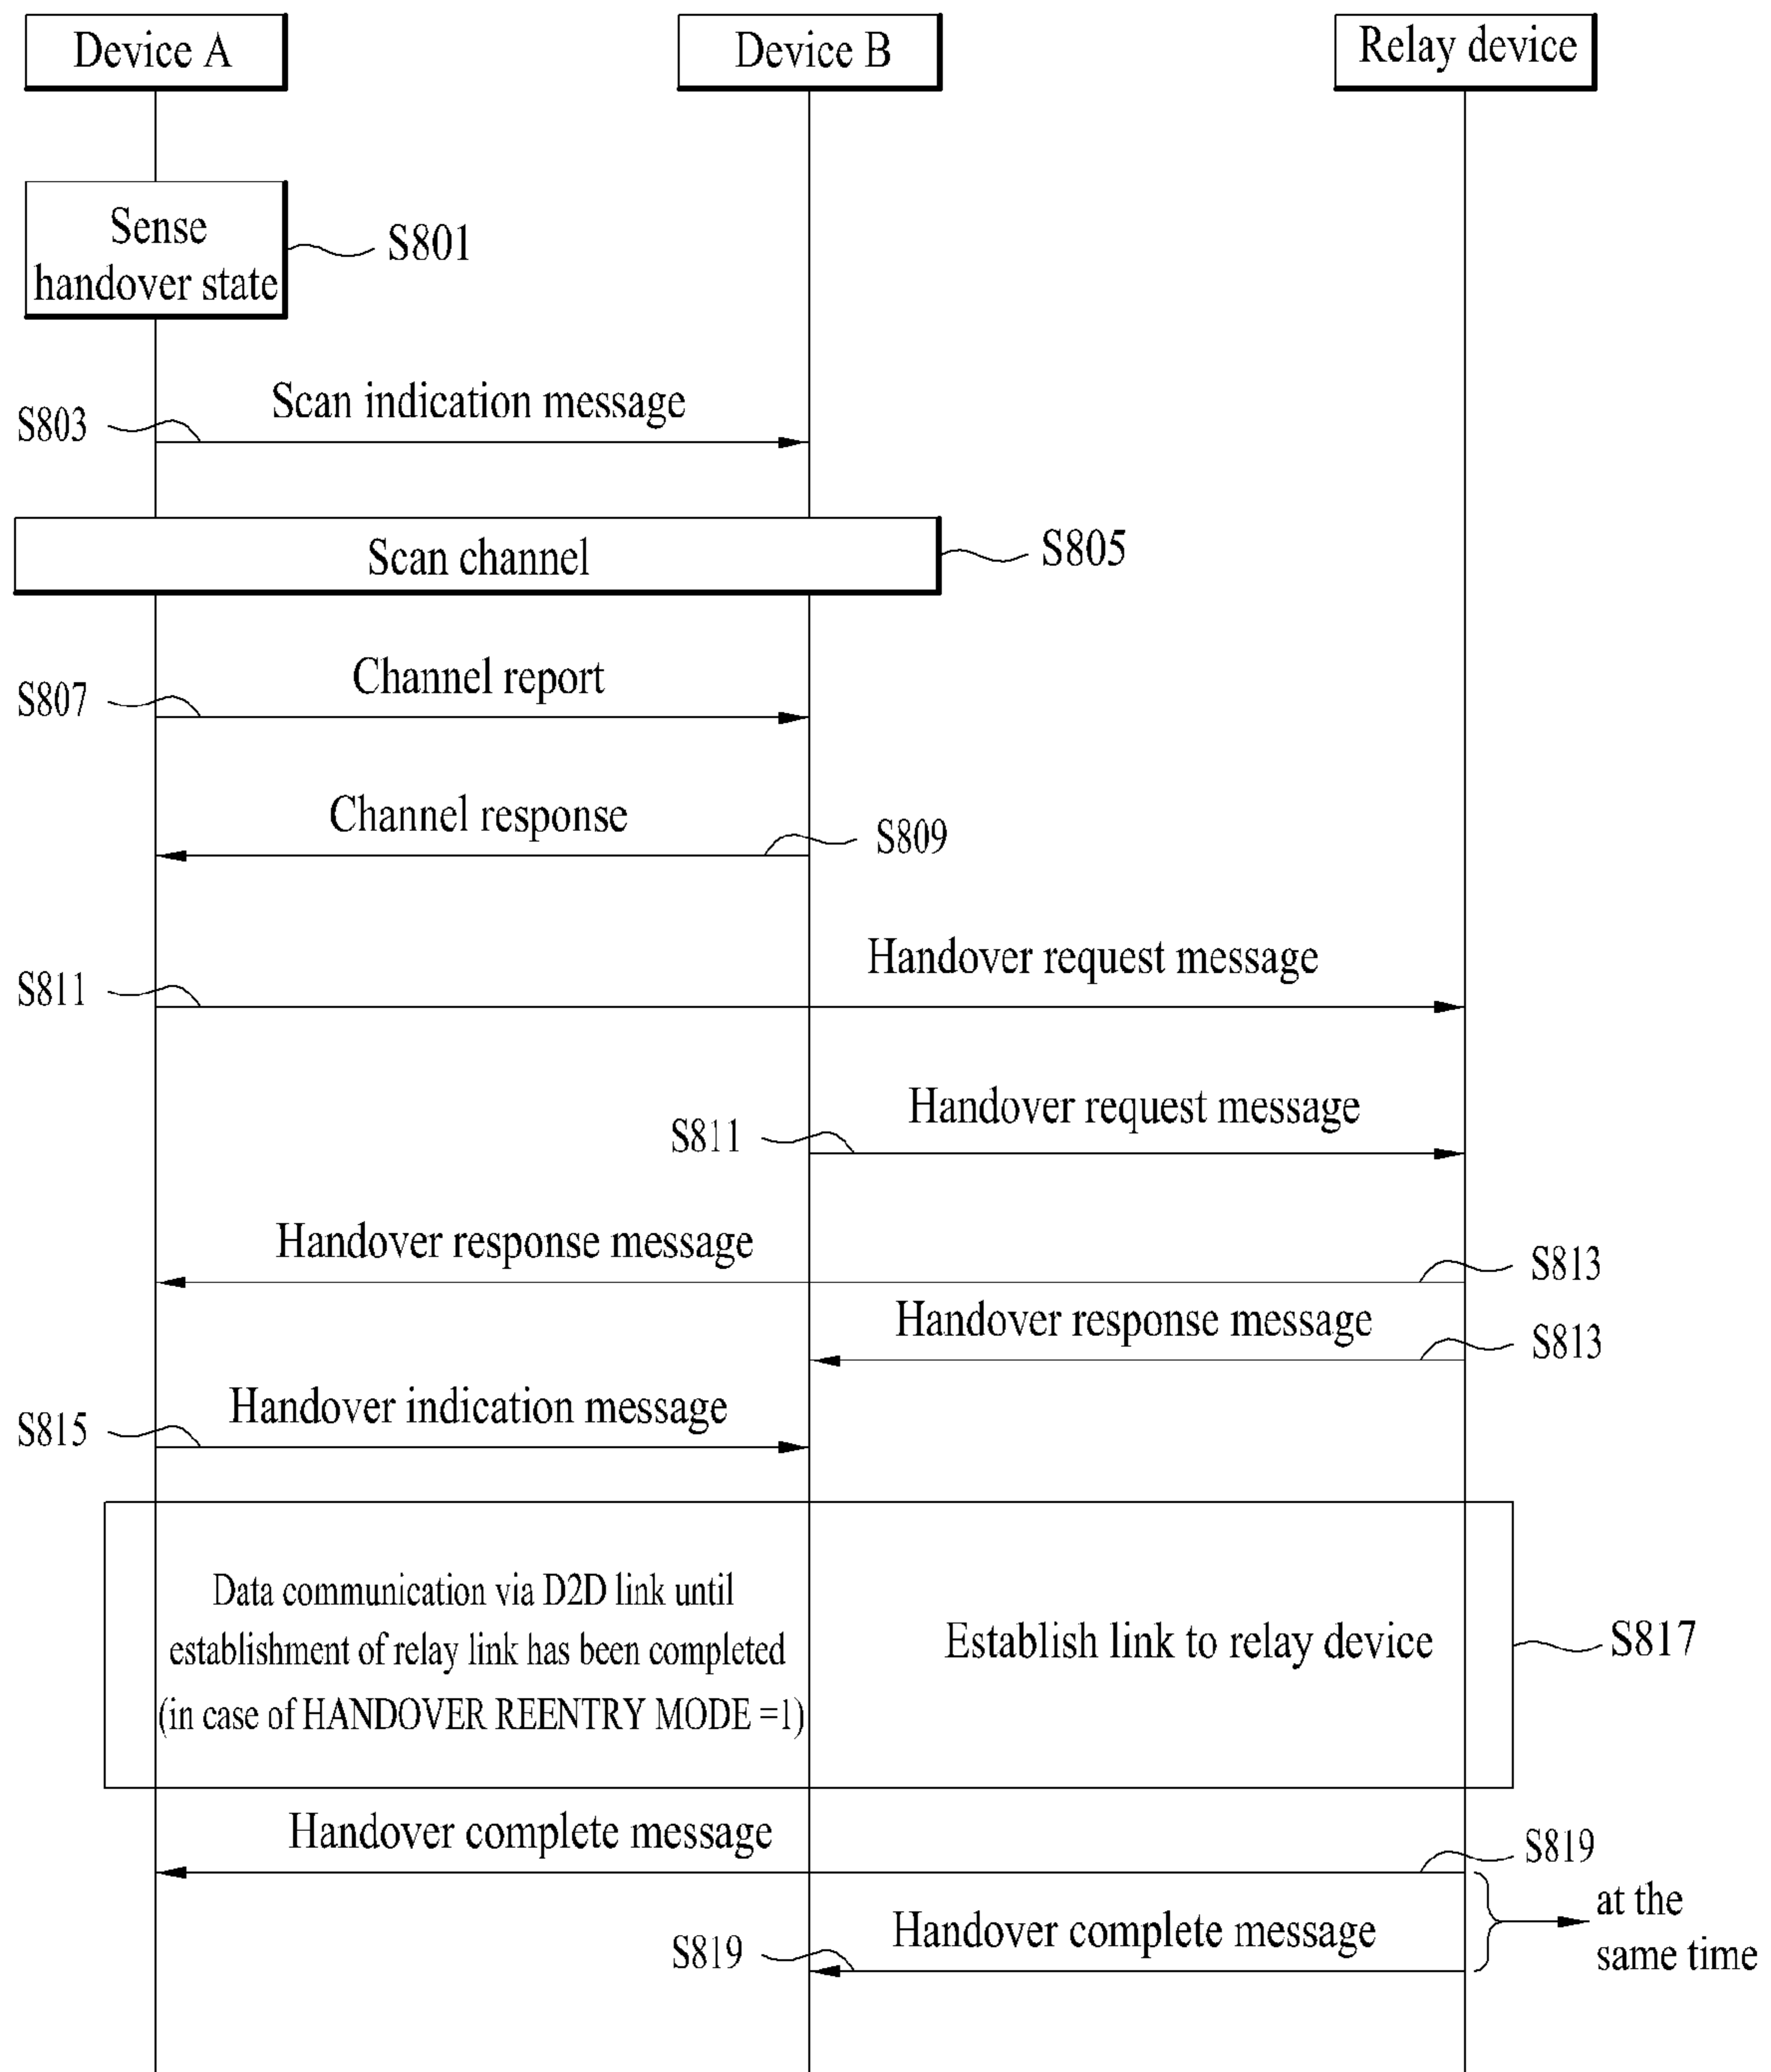 Device A
Device B
Relay device
Sense
handover state
S801
Scan indication message
S803
Scan channel
S805
Channel report
S807
Channel response
S809
Handover request message
S811
Handover request message
S811
Handover response message
S813
Handover response message
S813
Handover indication message
S815
Data communication via D2D link until
establishment of relay link has been completed
(in case of HANDOVER REENTRY MODE =1)
Establish link to relay device
S817
Handover complete message
S819
at the
same time
Handover complete message
S819